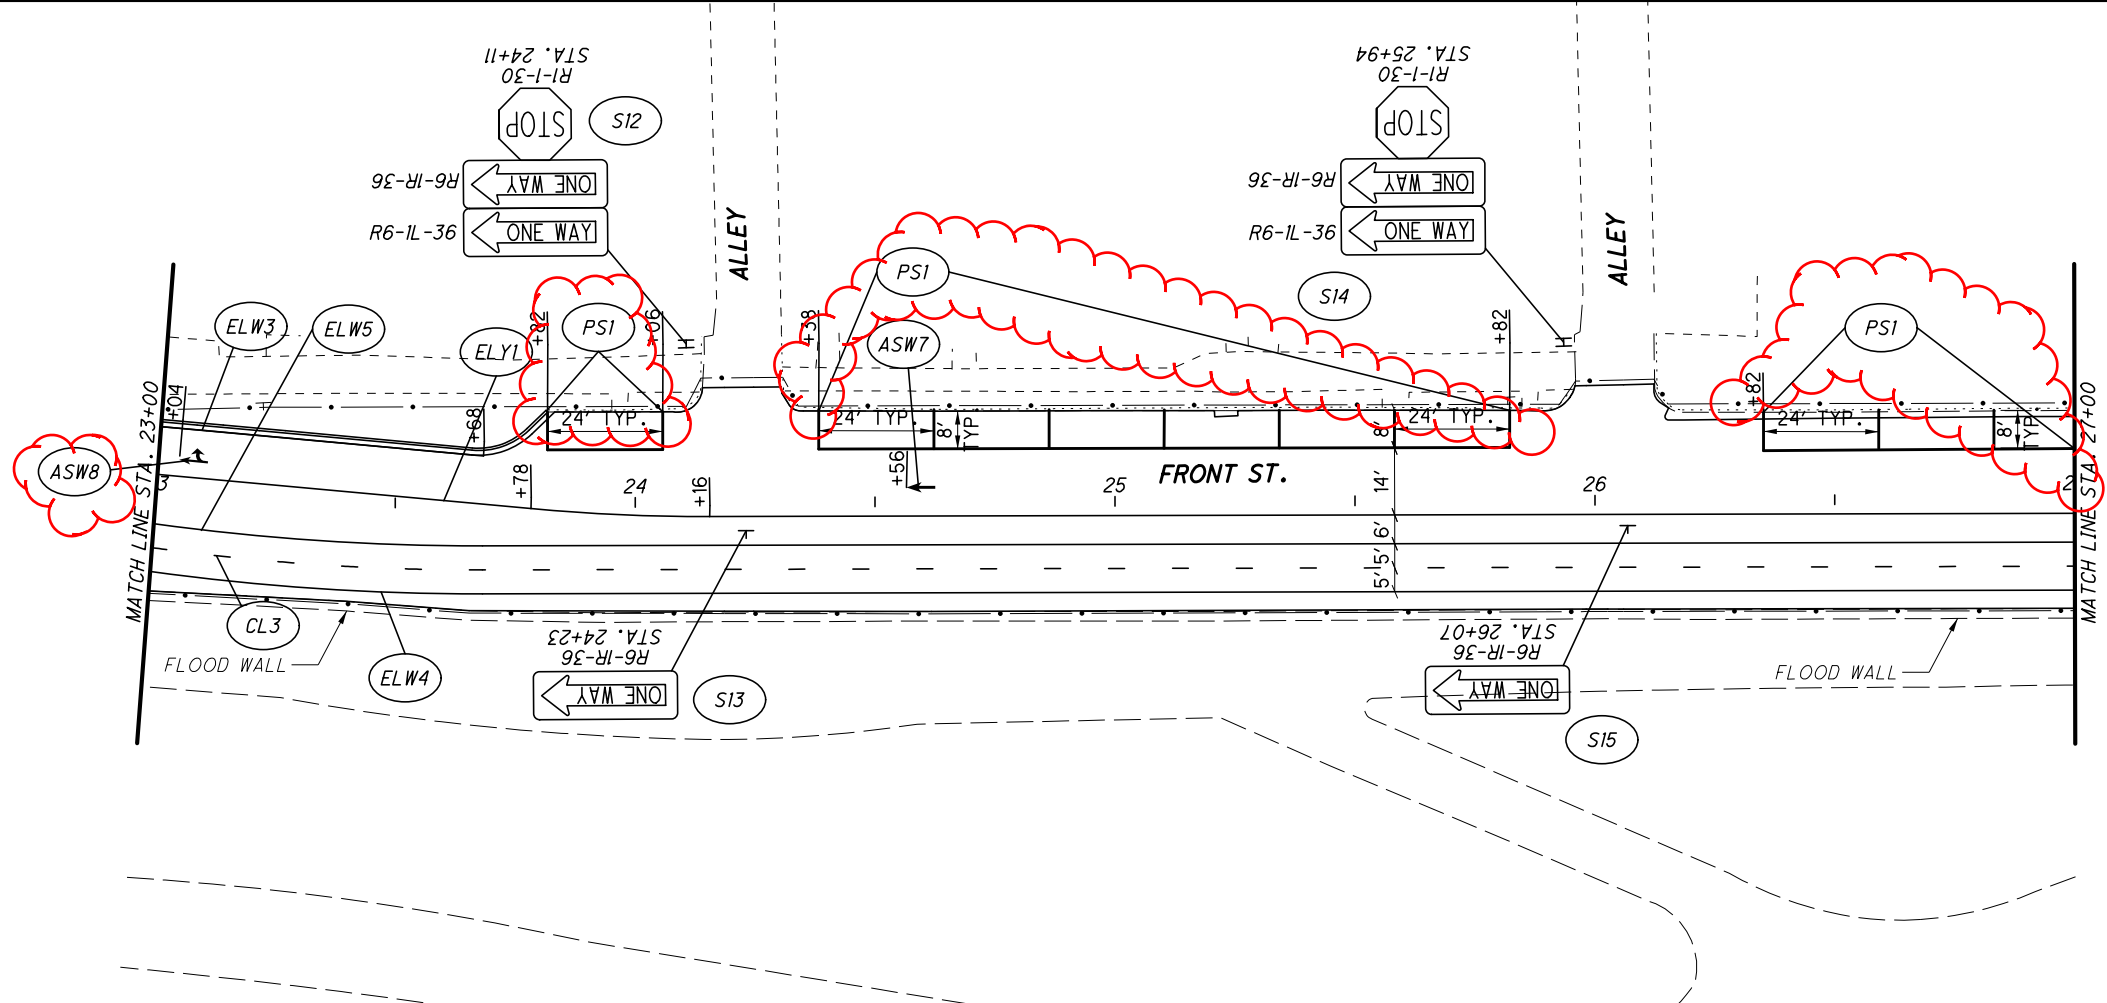 STA. 24+11
R1-1-30
STOP
S12
R6-1R-36
ONE WAY
R6-1L-36
ONE WAY
ALLEY
STA. 25+94
R1-1-30
STOP
R6-1R-36
ONE WAY
R6-1L-36
ONE WAY
S14
ALLEY
ELW3
ELW5
ELY1
+82
PS1
+06
+38
PS1
ASW7
+82
PS1
+82
MATCH LINE STA. 23+00
+04
+68
24' TYP.
24' TYP.
8'
TYP
8'
24' TYP.
24' TYP.
8'
TYP.
MATCH LINE STA. 27+00
ASW8
3
+78
24
+16
+56
25
FRONT ST.
14'
26
2
6'
5'
5'
CL3
FLOOD WALL
ELW4
STA. 24+23
R6-1R-36
ONE WAY
S13
STA. 26+07
R6-1R-36
ONE WAY
S15
FLOOD WALL